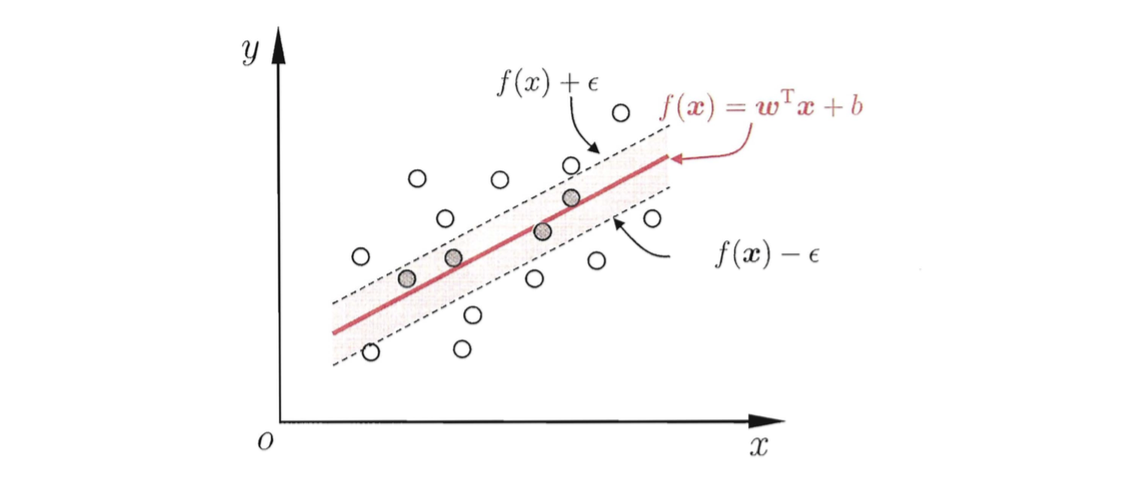 y
f(x) + ϵ
f(x) = wᵀx + b
f(x) − ϵ
O
x